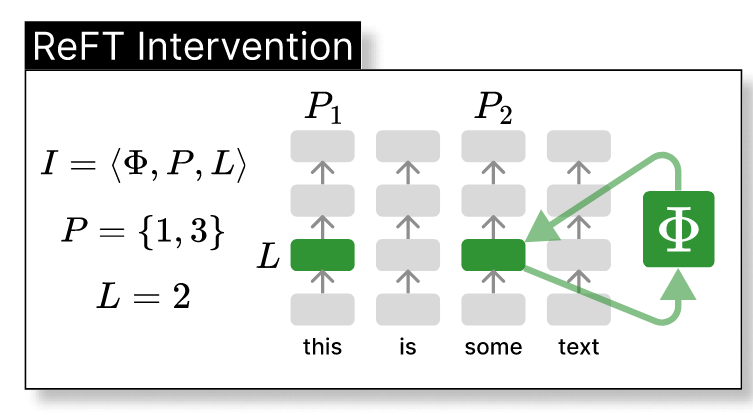 ReFT Intervention
P₁ P₂
I = ⟨Φ, P, L⟩
P = {1, 3}
Φ
L
L = 2
this is some text